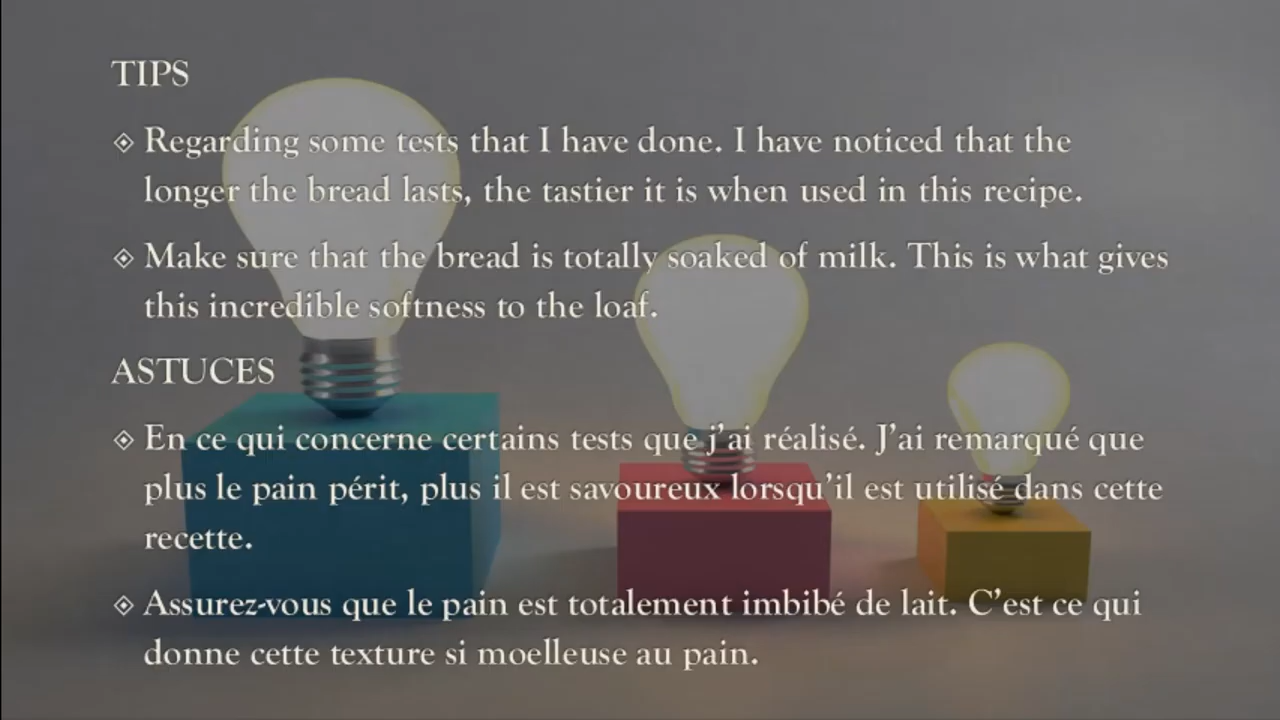 TIPS
Regarding some tests that I have done. I have noticed that the
longer the bread lasts, the tastier it is when used in this recipe.
Make sure that the bread is totally soaked of milk. This is what gives
this incredible softness to the loaf.
ASTUCES
En ce qui concerne certains tests que j'ai réalisé. J'ai remarqué que
plus le pain périt, plus il est savoureux lorsqu'il est utilisé dans cette
recette.
Assurez-vous que le pain est totalement imbibé de lait. C'est ce qui
donne cette texture si moelleuse au pain.